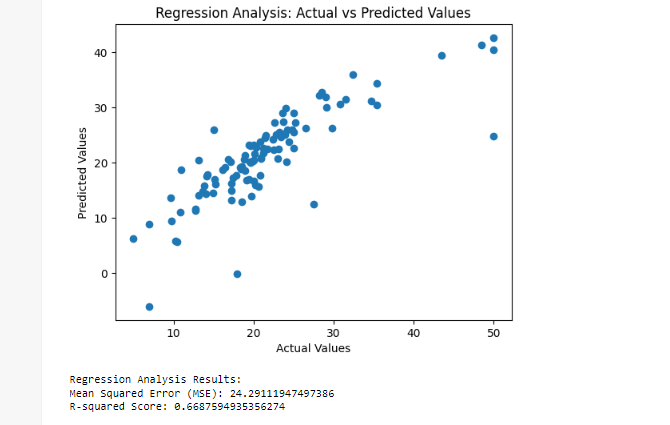 Regression Analysis: Actual vs Predicted Values
40
30
20
10
0
Predicted Values
10
20
30
40
50
Actual Values
Regression Analysis Results:
Mean Squared Error (MSE): 24.29111947497386
R-squared Score: 0.6687594935356274